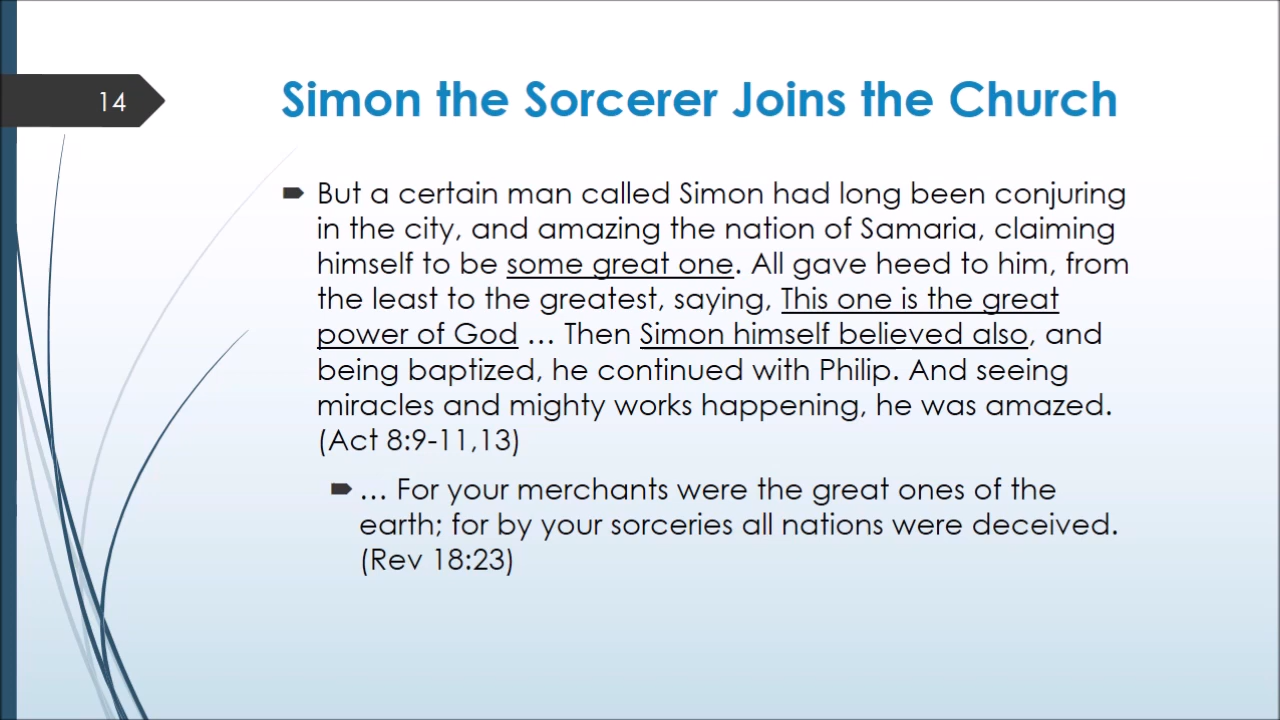 14
Simon the Sorcerer Joins the Church
But a certain man called Simon had long been conjuring
in the city, and amazing the nation of Samaria, claiming
himself to be some great one. All gave heed to him, from
the least to the greatest, saying, This one is the great
power of God … Then Simon himself believed also, and
being baptized, he continued with Philip. And seeing
miracles and mighty works happening, he was amazed.
(Act 8:9-11,13)
… For your merchants were the great ones of the
earth; for by your sorceries all nations were deceived.
(Rev 18:23)